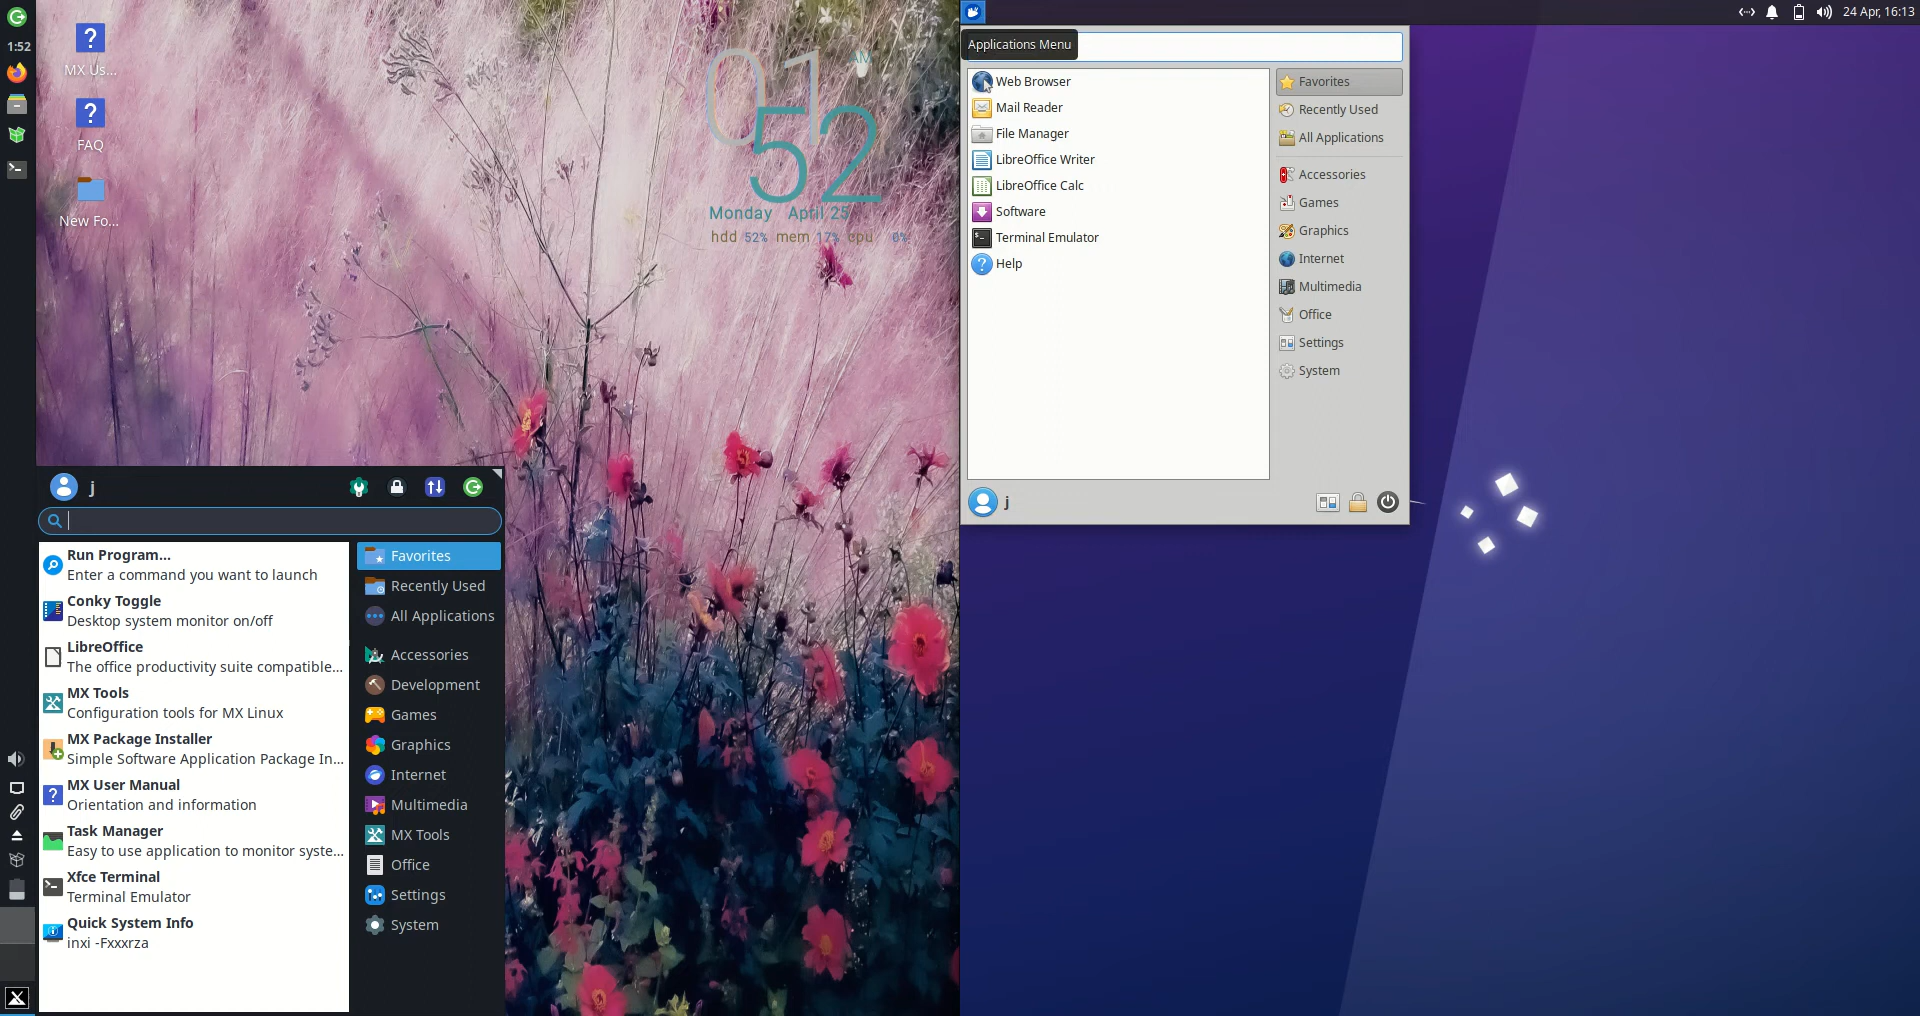 1:52
MX Us...
FAQ
New Fo...
01
AM
52
Monday April 25
hdd 52% mem 17% cpu 0%
j
Run Program...
Enter a command you want to launch
Conky Toggle
Desktop system monitor on/off
LibreOffice
The office productivity suite compatible...
MX Tools
Configuration tools for MX Linux
MX Package Installer
Simple Software Application Package In...
MX User Manual
Orientation and information
Task Manager
Easy to use application to monitor syste...
Xfce Terminal
Terminal Emulator
Quick System Info
inxi -Fxxxrza
Favorites
Recently Used
All Applications
Accessories
Development
Games
Graphics
Internet
Multimedia
MX Tools
Office
Settings
System
24 Apr, 16:13
Applications Menu
Web Browser
Mail Reader
File Manager
LibreOffice Writer
LibreOffice Calc
Software
Terminal Emulator
Help
Favorites
Recently Used
All Applications
Accessories
Games
Graphics
Internet
Multimedia
Office
Settings
System
j